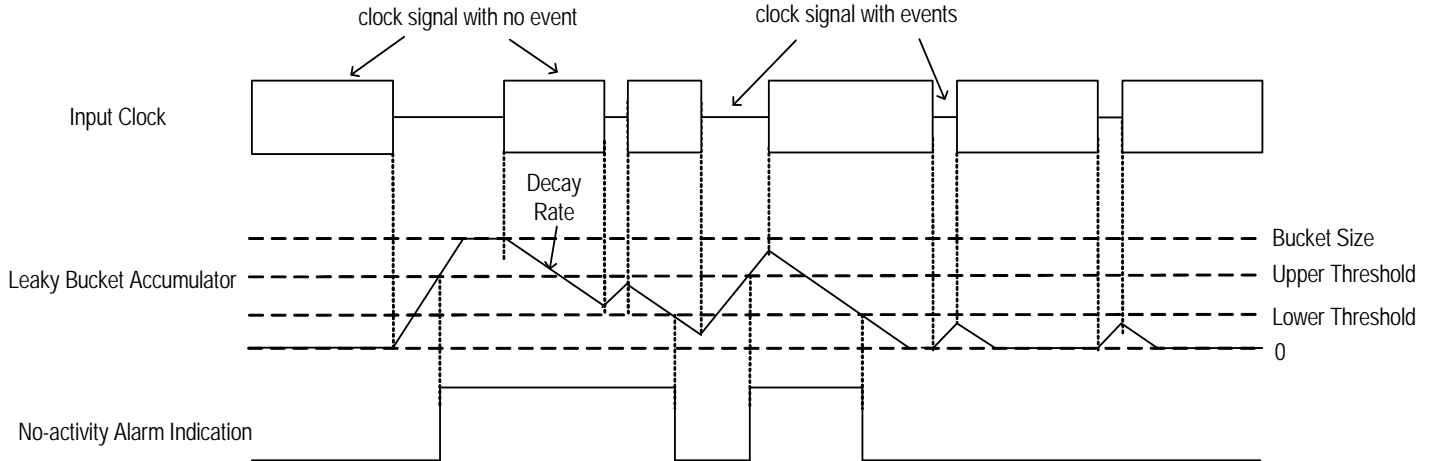 clock signal with no event
clock signal with events
Input Clock
Decay
Rate
Bucket Size
Leaky Bucket Accumulator
Upper Threshold
Lower Threshold
0
No-activity Alarm Indication